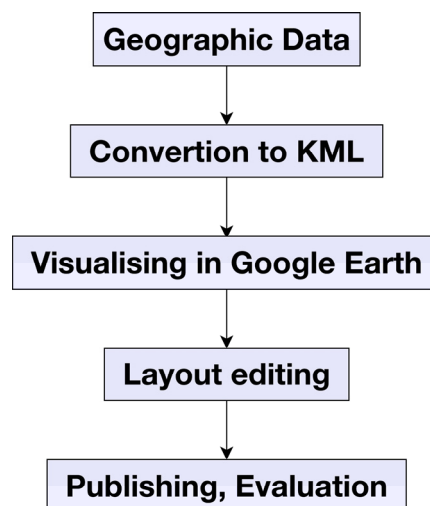 Geographic Data
Convertion to KML
Visualising in Google Earth
Layout editing
Publishing, Evaluation